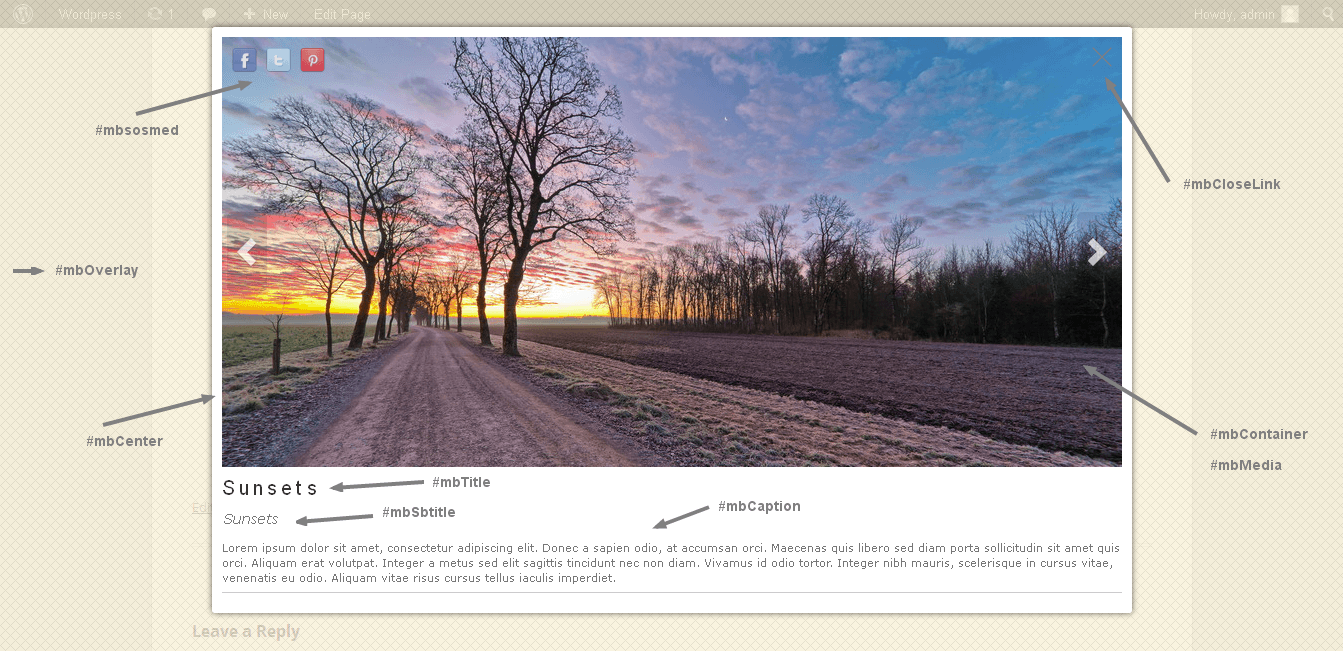 Wordpress 1 New Edit Page Howdy, admin
#mbsosmed
#mbCloseLink
#mbOverlay
#mbCenter
#mbContainer
#mbMedia
Sunsets
#mbTitle
Sunsets
#mbSbtitle
#mbCaption
Lorem ipsum dolor sit amet, consectetur adipiscing elit. Donec a sapien odio, at accumsan orci. Maecenas quis libero sed diam porta sollicitudin sit amet quis
orci. Aliquam erat volutpat. Integer a metus sed elit sagittis tincidunt nec non diam. Vivamus id odio tortor. Integer nibh mauris, scelerisque in cursus vitae,
venenatis eu odio. Aliquam vitae risus cursus tellus iaculis imperdiet.
Leave a Reply